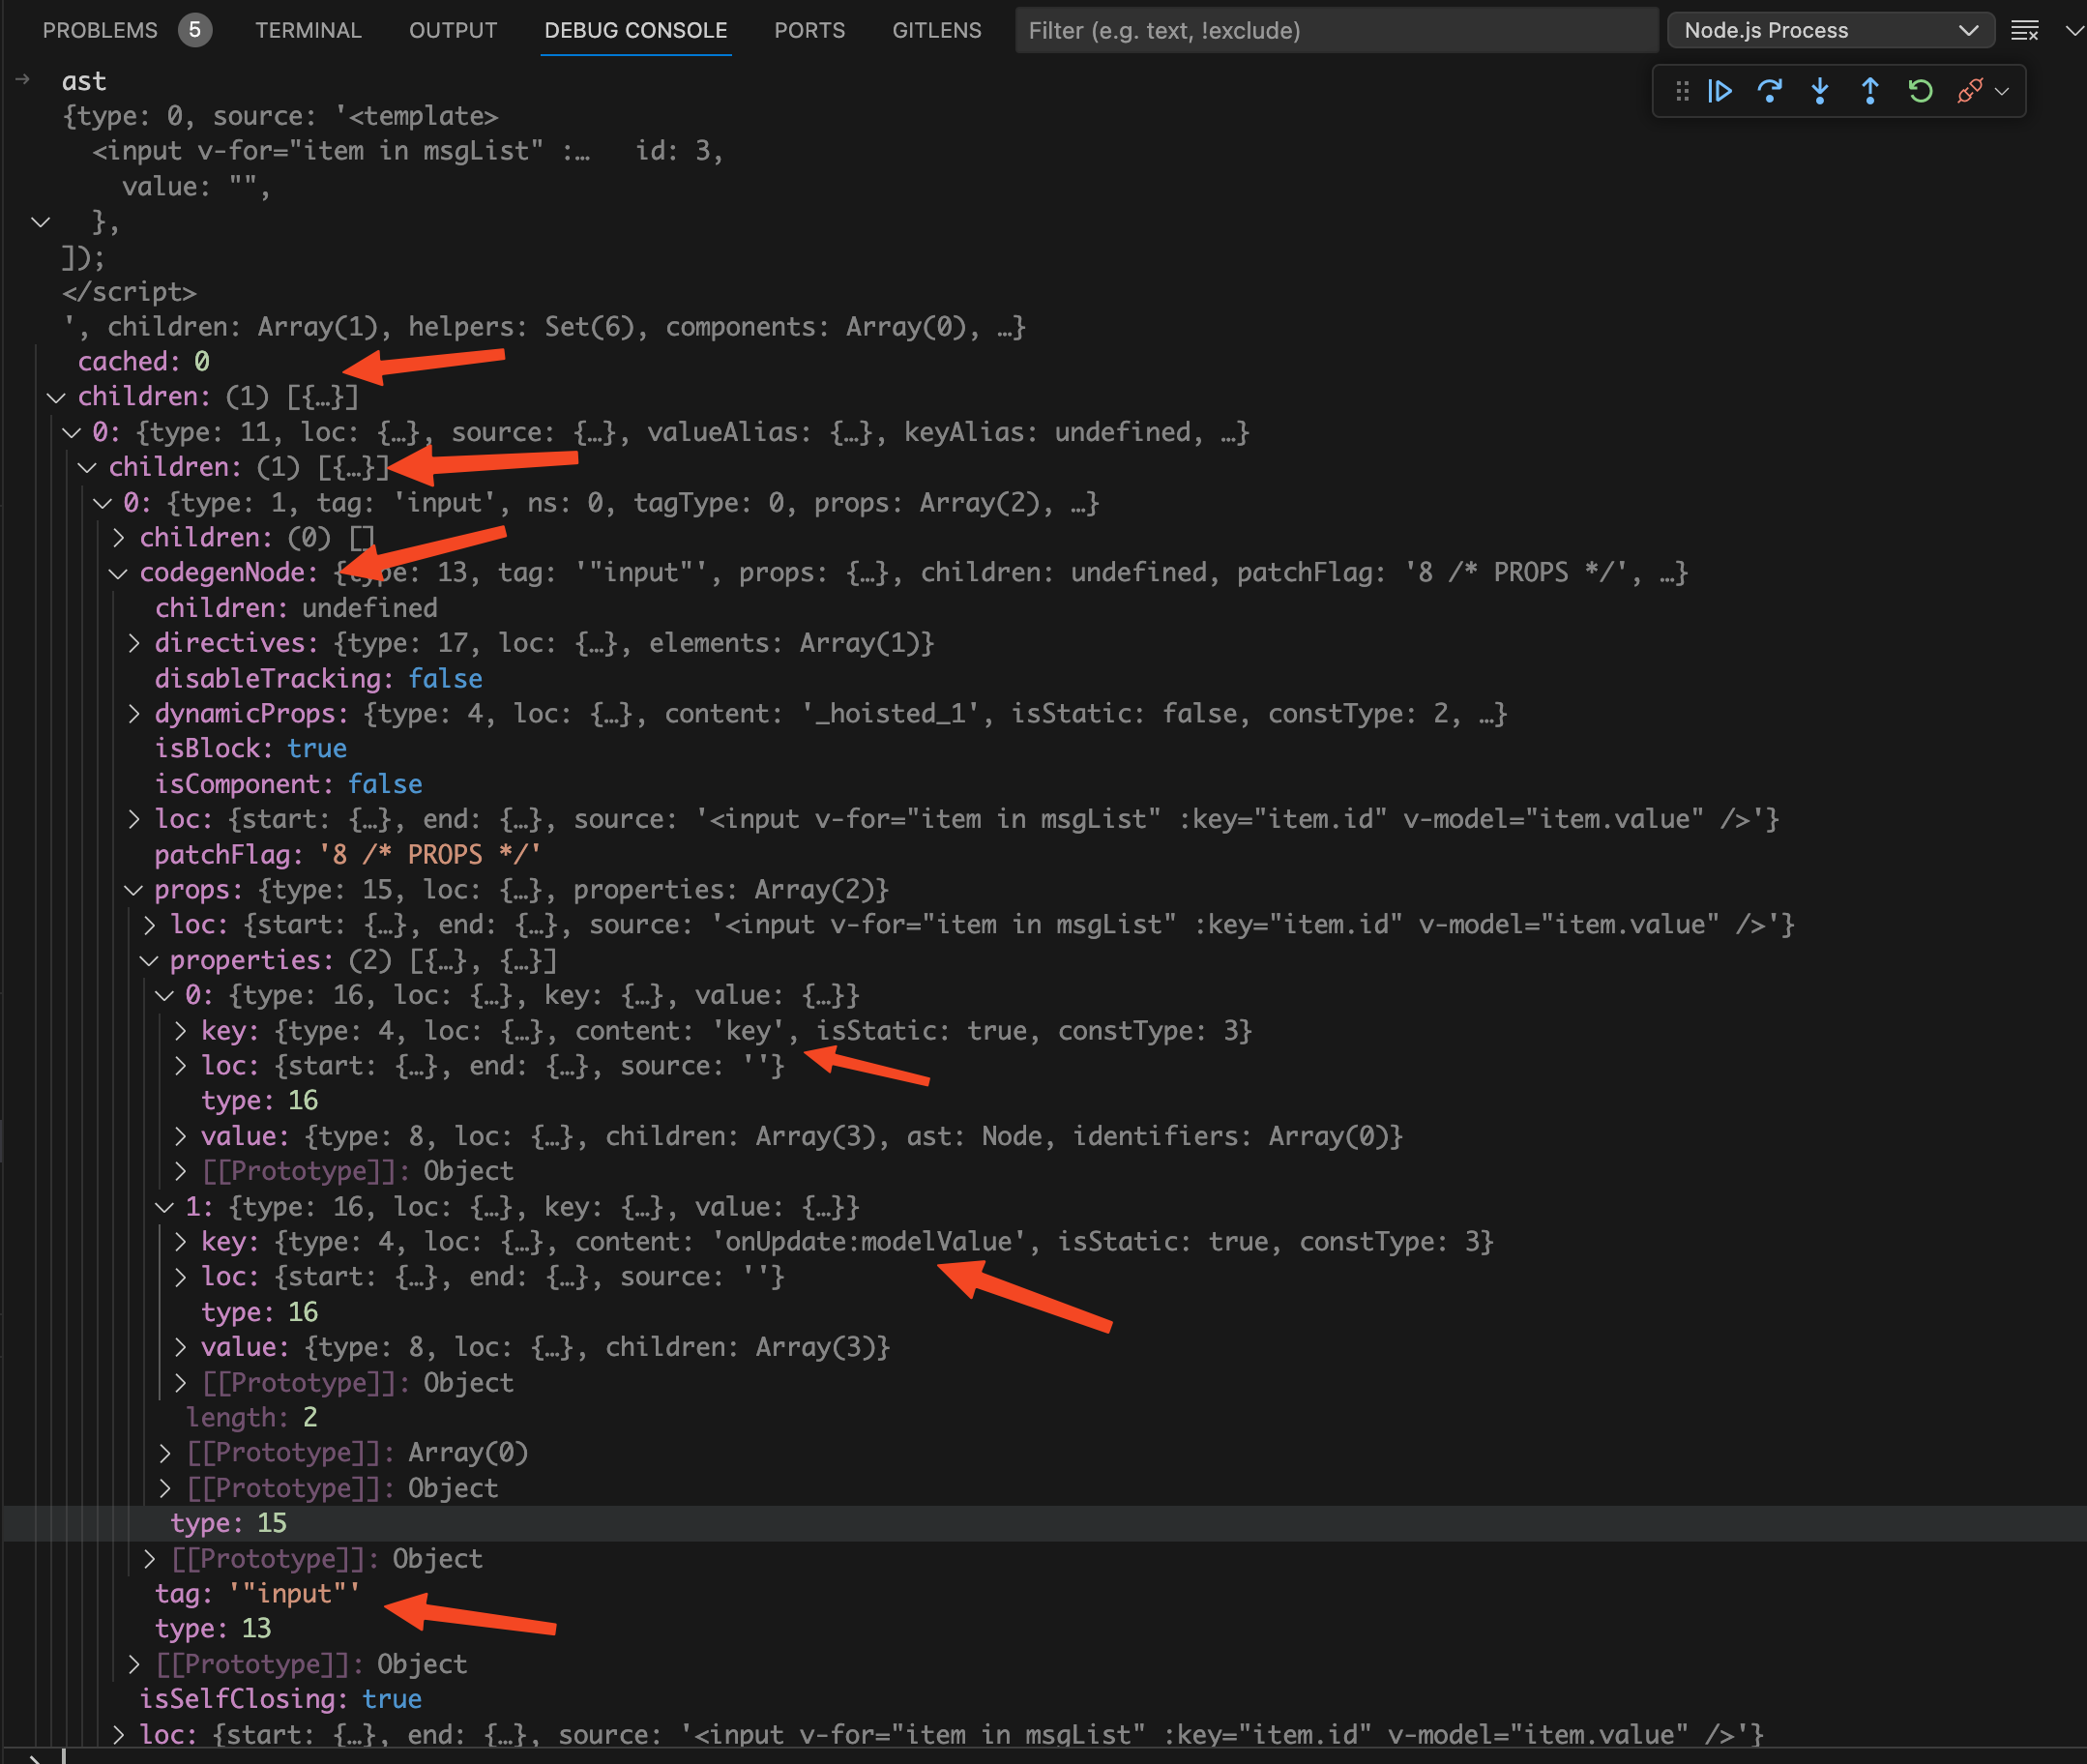 PROBLEMS 5 TERMINAL OUTPUT DEBUG CONSOLE PORTS GITLENS Filter (e.g. text, !exclude) Node.js Process
ast
{type: 0, source: '<template>
<input v-for="item in msgList" :… id: 3,
value: "",
},
]);
</script>
', children: Array(1), helpers: Set(6), components: Array(0), …}
cached: 0
children: (1) [{…}]
0: {type: 11, loc: {…}, source: {…}, valueAlias: {…}, keyAlias: undefined, …}
children: (1) [{…}]
0: {type: 1, tag: 'input', ns: 0, tagType: 0, props: Array(2), …}
children: (0) []
codegenNode: {type: 13, tag: '"input"', props: {…}, children: undefined, patchFlag: '8 /* PROPS */', …}
children: undefined
directives: {type: 17, loc: {…}, elements: Array(1)}
disableTracking: false
dynamicProps: {type: 4, loc: {…}, content: '_hoisted_1', isStatic: false, constType: 2, …}
isBlock: true
isComponent: false
loc: {start: {…}, end: {…}, source: '<input v-for="item in msgList" :key="item.id" v-model="item.value" />'}
patchFlag: '8 /* PROPS */'
props: {type: 15, loc: {…}, properties: Array(2)}
loc: {start: {…}, end: {…}, source: '<input v-for="item in msgList" :key="item.id" v-model="item.value" />'}
properties: (2) [{…}, {…}]
0: {type: 16, loc: {…}, key: {…}, value: {…}}
key: {type: 4, loc: {…}, content: 'key', isStatic: true, constType: 3}
loc: {start: {…}, end: {…}, source: ''}
type: 16
value: {type: 8, loc: {…}, children: Array(3), ast: Node, identifiers: Array(0)}
[[Prototype]]: Object
1: {type: 16, loc: {…}, key: {…}, value: {…}}
key: {type: 4, loc: {…}, content: 'onUpdate:modelValue', isStatic: true, constType: 3}
loc: {start: {…}, end: {…}, source: ''}
type: 16
value: {type: 8, loc: {…}, children: Array(3)}
[[Prototype]]: Object
length: 2
[[Prototype]]: Array(0)
[[Prototype]]: Object
type: 15
[[Prototype]]: Object
tag: '"input"'
type: 13
[[Prototype]]: Object
isSelfClosing: true
loc: {start: {…}, end: {…}, source: '<input v-for="item in msgList" :key="item.id" v-model="item.value" />'}